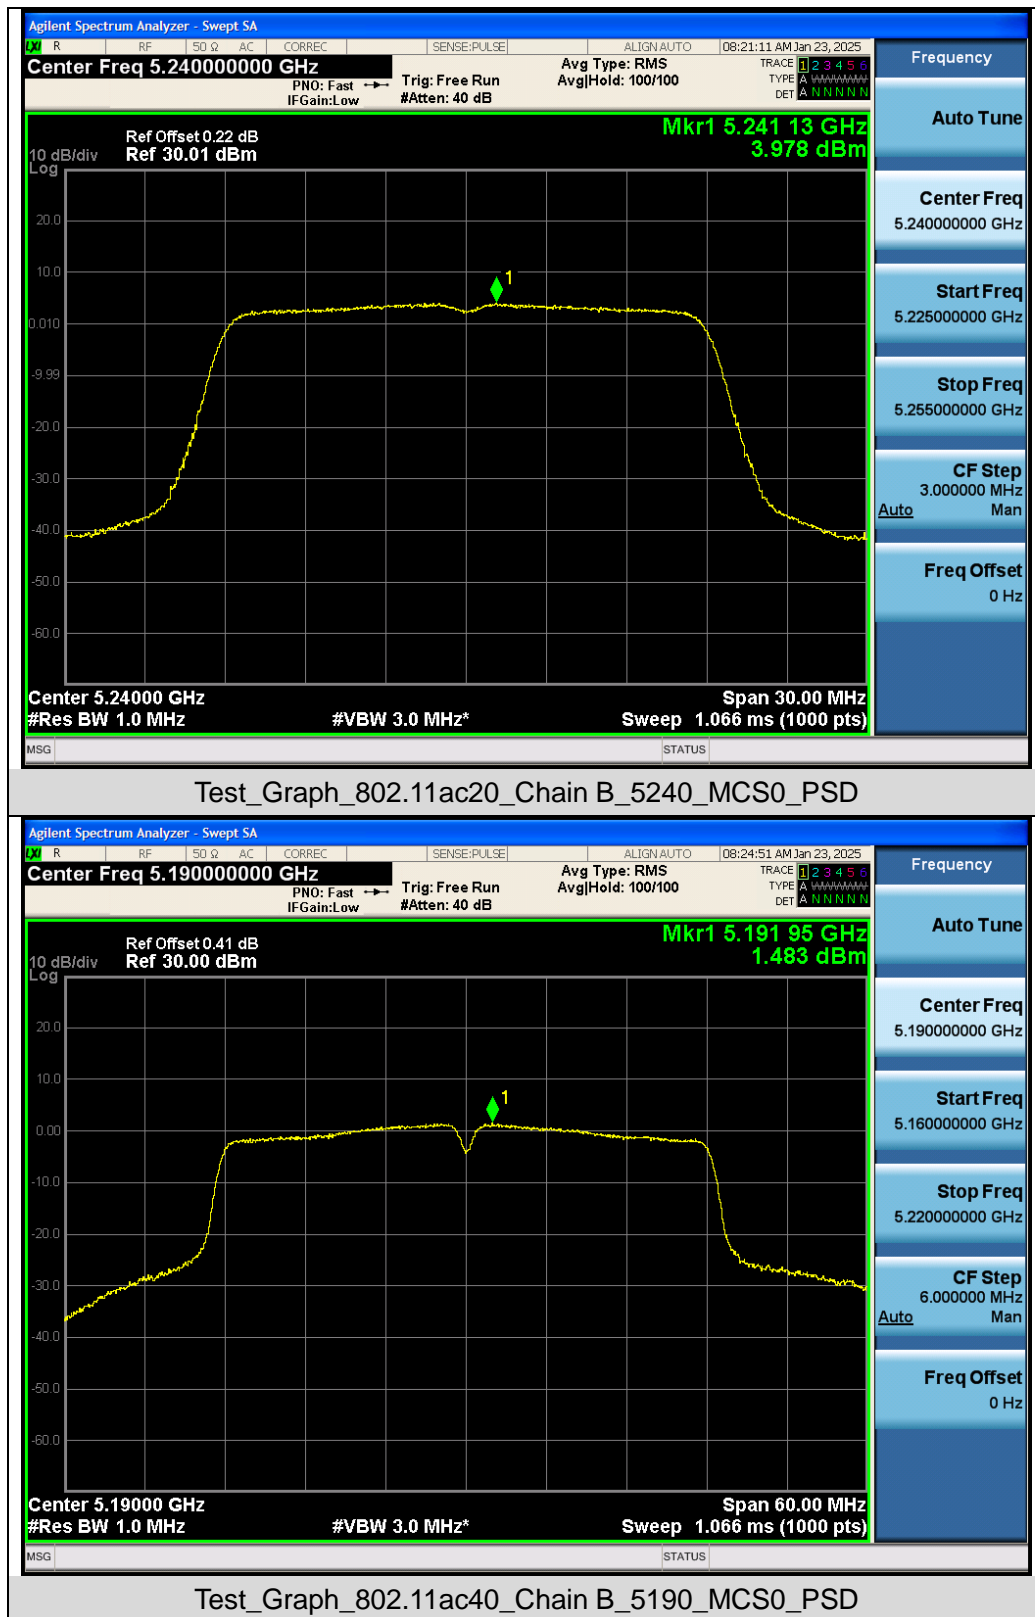 Agilent Spectrum Analyzer - Swept SA
LXI R RF 50 Ω AC CORREC SENSE:PULSE ALIGN AUTO 08:21:11 AM Jan 23, 2025
Center Freq 5.240000000 GHz
PNO: Fast
IFGain:Low
Trig: Free Run
#Atten: 40 dB
Avg Type: RMS
Avg|Hold: 100/100
TRACE 1 2 3 4 5 6
TYPE A WWWWW
DET A N N N N N
Ref Offset 0.22 dB
10 dB/div Ref 30.01 dBm
Log
Mkr1 5.241 13 GHz
3.978 dBm
20.0
10.0
1
0.010
-9.99
-20.0
-30.0
-40.0
-50.0
-60.0
Center 5.24000 GHz Span 30.00 MHz
#Res BW 1.0 MHz #VBW 3.0 MHz* Sweep 1.066 ms (1000 pts)
MSG STATUS
Frequency
Auto Tune
Center Freq
5.240000000 GHz
Start Freq
5.225000000 GHz
Stop Freq
5.255000000 GHz
CF Step
3.000000 MHz
Auto Man
Freq Offset
0 Hz
Test_Graph_802.11ac20_Chain B_5240_MCS0_PSD
Agilent Spectrum Analyzer - Swept SA
LXI R RF 50 Ω AC CORREC SENSE:PULSE ALIGN AUTO 08:24:51 AM Jan 23, 2025
Center Freq 5.190000000 GHz
PNO: Fast
IFGain:Low
Trig: Free Run
#Atten: 40 dB
Avg Type: RMS
Avg|Hold: 100/100
TRACE 1 2 3 4 5 6
TYPE A WWWWW
DET A N N N N N
Ref Offset 0.41 dB
10 dB/div Ref 30.00 dBm
Log
Mkr1 5.191 95 GHz
1.483 dBm
20.0
10.0
1
0.00
-10.0
-20.0
-30.0
-40.0
-50.0
-60.0
Center 5.19000 GHz Span 60.00 MHz
#Res BW 1.0 MHz #VBW 3.0 MHz* Sweep 1.066 ms (1000 pts)
MSG STATUS
Frequency
Auto Tune
Center Freq
5.190000000 GHz
Start Freq
5.160000000 GHz
Stop Freq
5.220000000 GHz
CF Step
6.000000 MHz
Auto Man
Freq Offset
0 Hz
Test_Graph_802.11ac40_Chain B_5190_MCS0_PSD